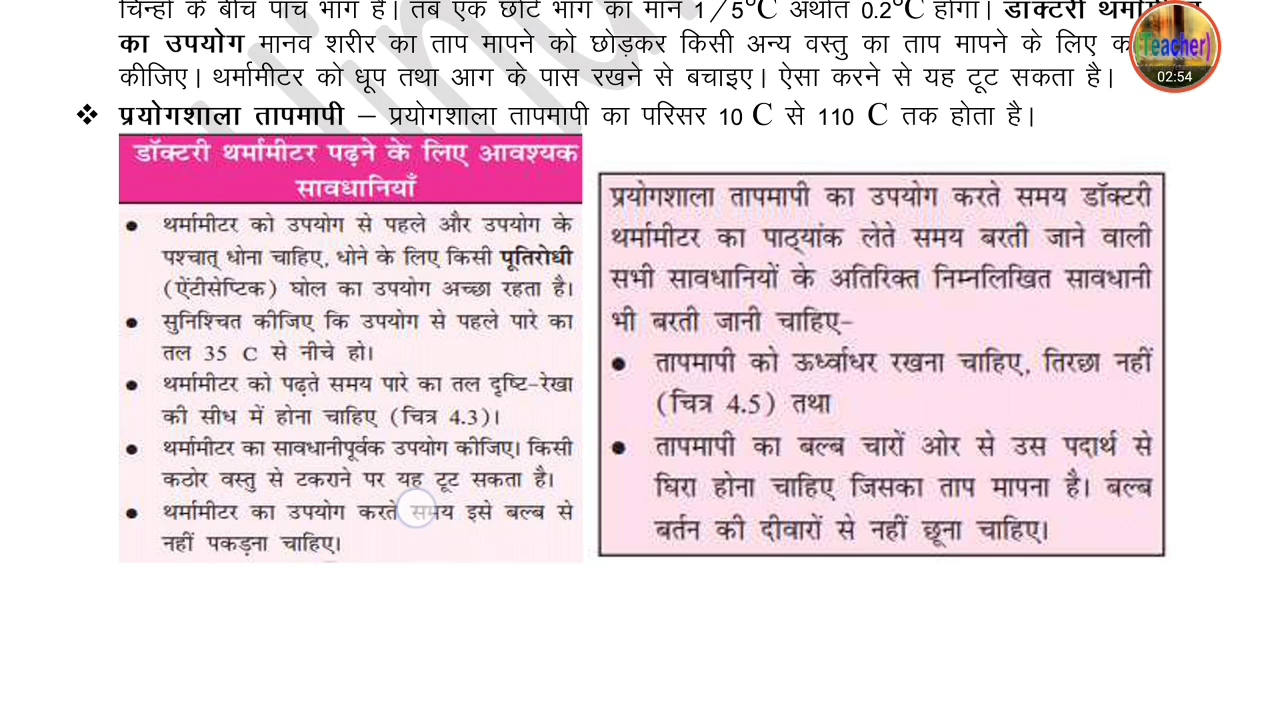 चिन्हों के बीच पांच भाग हैं। तब एक छोटे भाग का मान 1/5°C अर्थात 0.2°C होगा। डॉक्टरी
का उपयोग मानव शरीर का ताप मापने को छोड़कर किसी अन्य वस्तु का ताप मापने के लिए
कीजिए। थर्मामीटर को धूप तथा आग के पास रखने से बचाइए। ऐसा करने से यह टूट सकता है।
Teacher)
02:54
❖ प्रयोगशाला तापमापी – प्रयोगशाला तापमापी का परिसर 10 C से 110 C तक होता है।
डॉक्टरी थर्मामीटर पढ़ने के लिए आवश्यक
सावधानियाँ
● थर्मामीटर को उपयोग से पहले और उपयोग के
पश्चात् धोना चाहिए, धोने के लिए किसी पूतिरोधी
(ऐंटीसेप्टिक) घोल का उपयोग अच्छा रहता है।
● सुनिश्चित कीजिए कि उपयोग से पहले पारे का
तल 35 C से नीचे हो।
● थर्मामीटर को पढ़ते समय पारे का तल दृष्टि-रेखा
की सीध में होना चाहिए (चित्र 4.3)।
● थर्मामीटर का सावधानीपूर्वक उपयोग कीजिए। किसी
कठोर वस्तु से टकराने पर यह टूट सकता है।
● थर्मामीटर का उपयोग करते समय इसे बल्ब से
नहीं पकड़ना चाहिए।
प्रयोगशाला तापमापी का उपयोग करते समय डॉक्टरी
थर्मामीटर का पाठ्यांक लेते समय बरती जाने वाली
सभी सावधानियों के अतिरिक्त निम्नलिखित सावधानी
भी बरती जानी चाहिए-
● तापमापी को ऊर्ध्वाधर रखना चाहिए, तिरछा नहीं
(चित्र 4.5) तथा
● तापमापी का बल्ब चारों ओर से उस पदार्थ से
घिरा होना चाहिए जिसका ताप मापना है। बल्ब
बर्तन की दीवारों से नहीं छूना चाहिए।